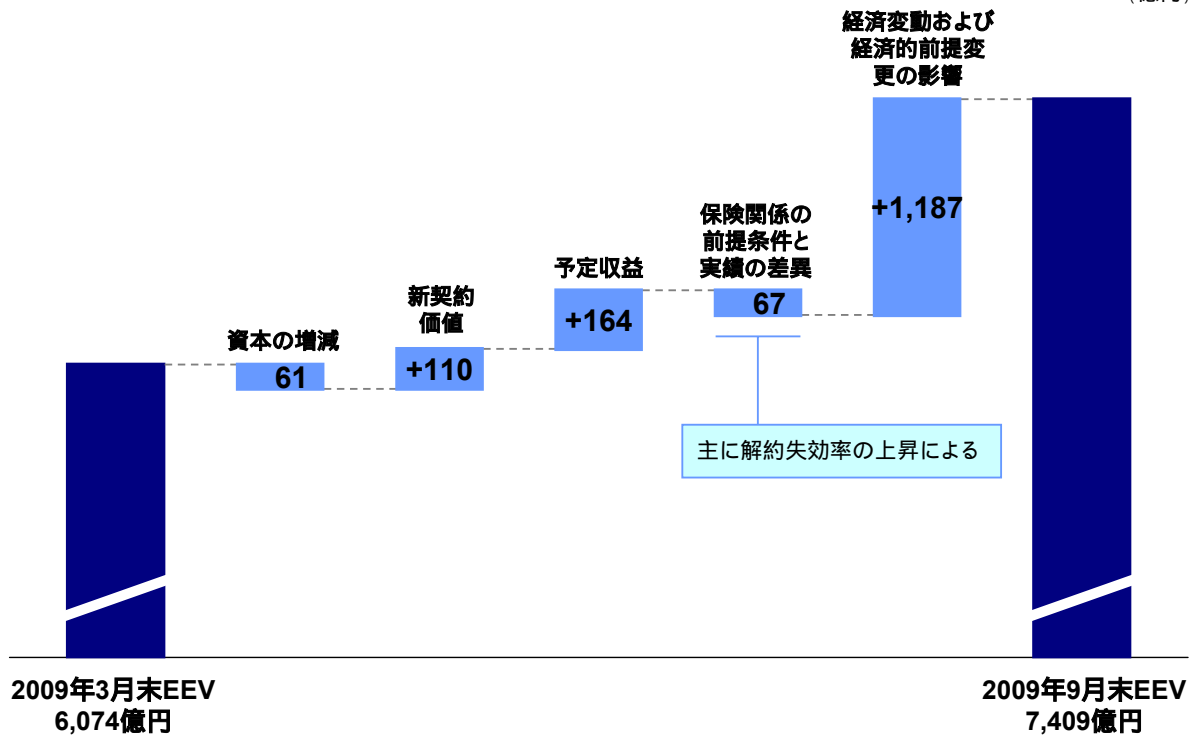 経済変動および
経済的前提変
更の影響
+1,187
保険関係の
前提条件と
実績の差異
67
予定収益
+164
新契約
価値
+110
資本の増減
61
主に解約失効率の上昇による
2009年3月末EEV
6,074億円
2009年9月末EEV
7,409億円